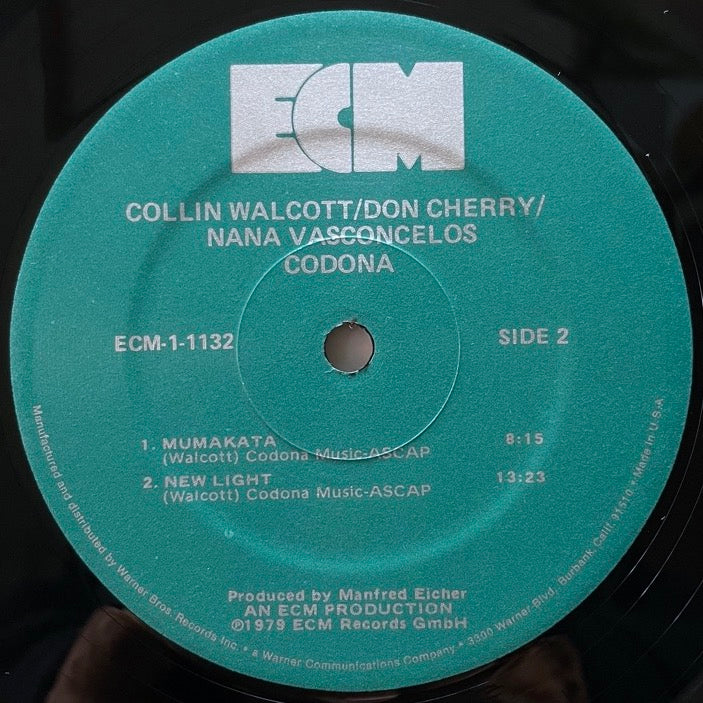 ECM
COLLIN WALCOTT/DON CHERRY/
NANA VASCONCELOS
CODONA
ECM-1-1132
SIDE 2
1. MUMAKATA 8:15
(Walcott) Codona Music-ASCAP
2. NEW LIGHT 13:23
(Walcott) Codona Music-ASCAP
Produced by Manfred Eicher
AN ECM PRODUCTION
℗1979 ECM Records GmbH
Manufactured and distributed by Warner Bros. Records Inc. • a Warner Communications Company • 3300 Warner Blvd., Burbank, Calif. 91510 • Made in U.S.A.